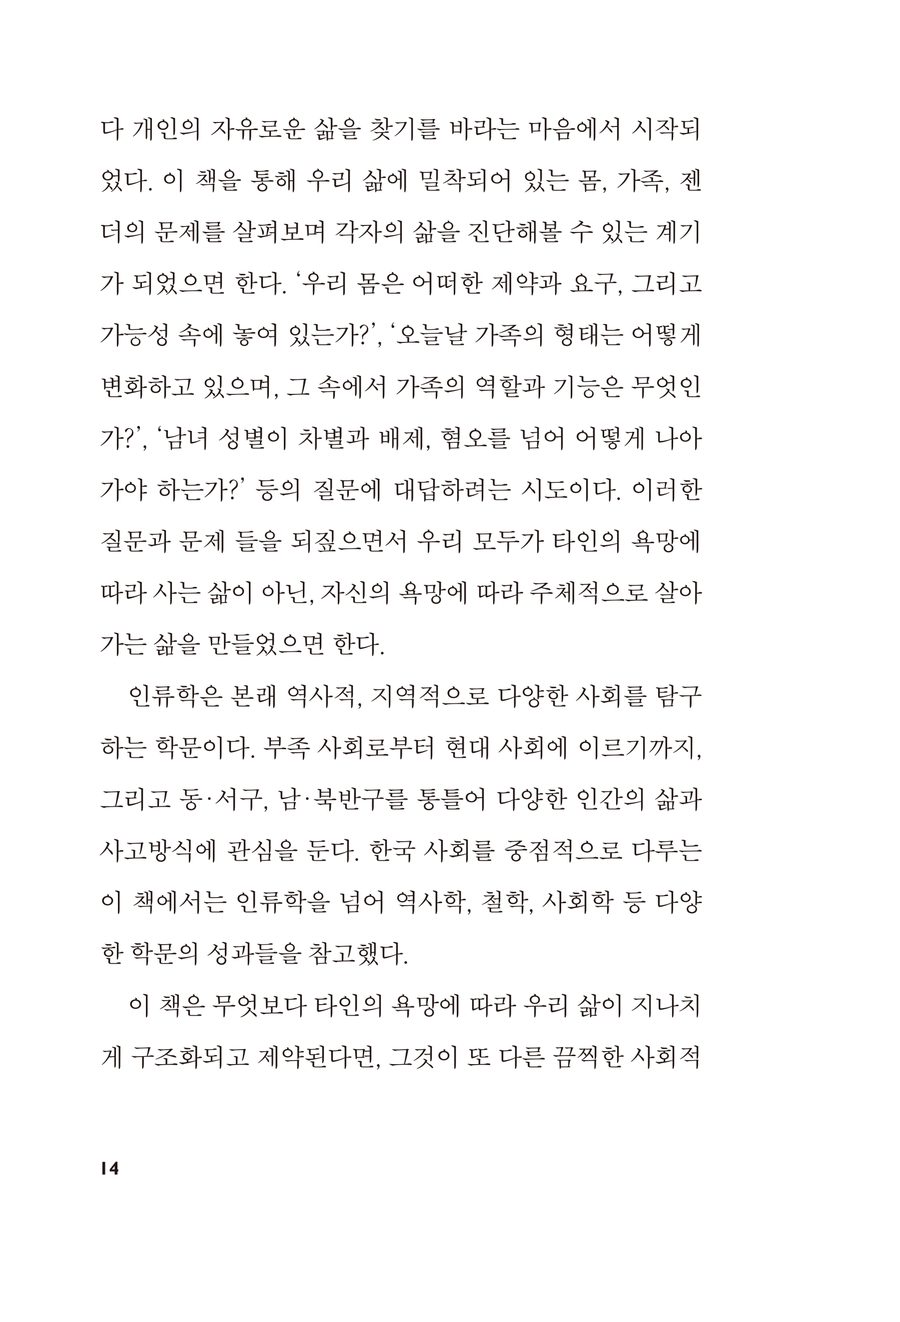 다 개인의 자유로운 삶을 찾기를 바라는 마음에서 시작되
었다. 이 책을 통해 우리 삶에 밀착되어 있는 몸, 가족, 젠
더의 문제를 살펴보며 각자의 삶을 진단해볼 수 있는 계기
가 되었으면 한다. ‘우리 몸은 어떠한 제약과 요구, 그리고
가능성 속에 놓여 있는가?’, ‘오늘날 가족의 형태는 어떻게
변화하고 있으며, 그 속에서 가족의 역할과 기능은 무엇인
가?’, ‘남녀 성별이 차별과 배제, 혐오를 넘어 어떻게 나아
가야 하는가?’ 등의 질문에 대답하려는 시도이다. 이러한
질문과 문제 들을 되짚으면서 우리 모두가 타인의 욕망에
따라 사는 삶이 아닌, 자신의 욕망에 따라 주체적으로 살아
가는 삶을 만들었으면 한다.
인류학은 본래 역사적, 지역적으로 다양한 사회를 탐구
하는 학문이다. 부족 사회로부터 현대 사회에 이르기까지,
그리고 동·서구, 남·북반구를 통틀어 다양한 인간의 삶과
사고방식에 관심을 둔다. 한국 사회를 중점적으로 다루는
이 책에서는 인류학을 넘어 역사학, 철학, 사회학 등 다양
한 학문의 성과들을 참고했다.
이 책은 무엇보다 타인의 욕망에 따라 우리 삶이 지나치
게 구조화되고 제약된다면, 그것이 또 다른 끔찍한 사회적
14